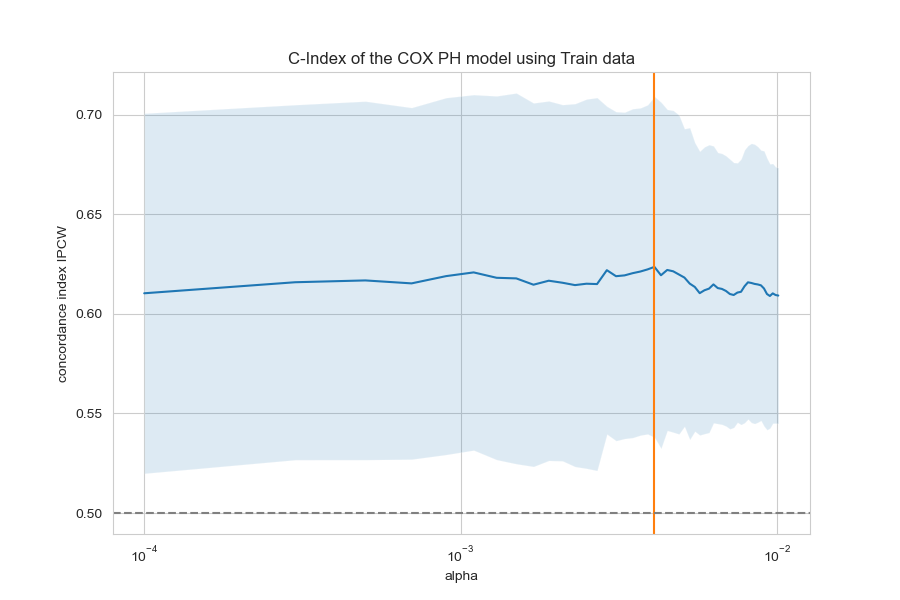 C-Index of the COX PH model using Train data
concordance index IPCW
0.70
0.65
0.60
0.55
0.50
10⁻⁴
10⁻³
10⁻²
alpha